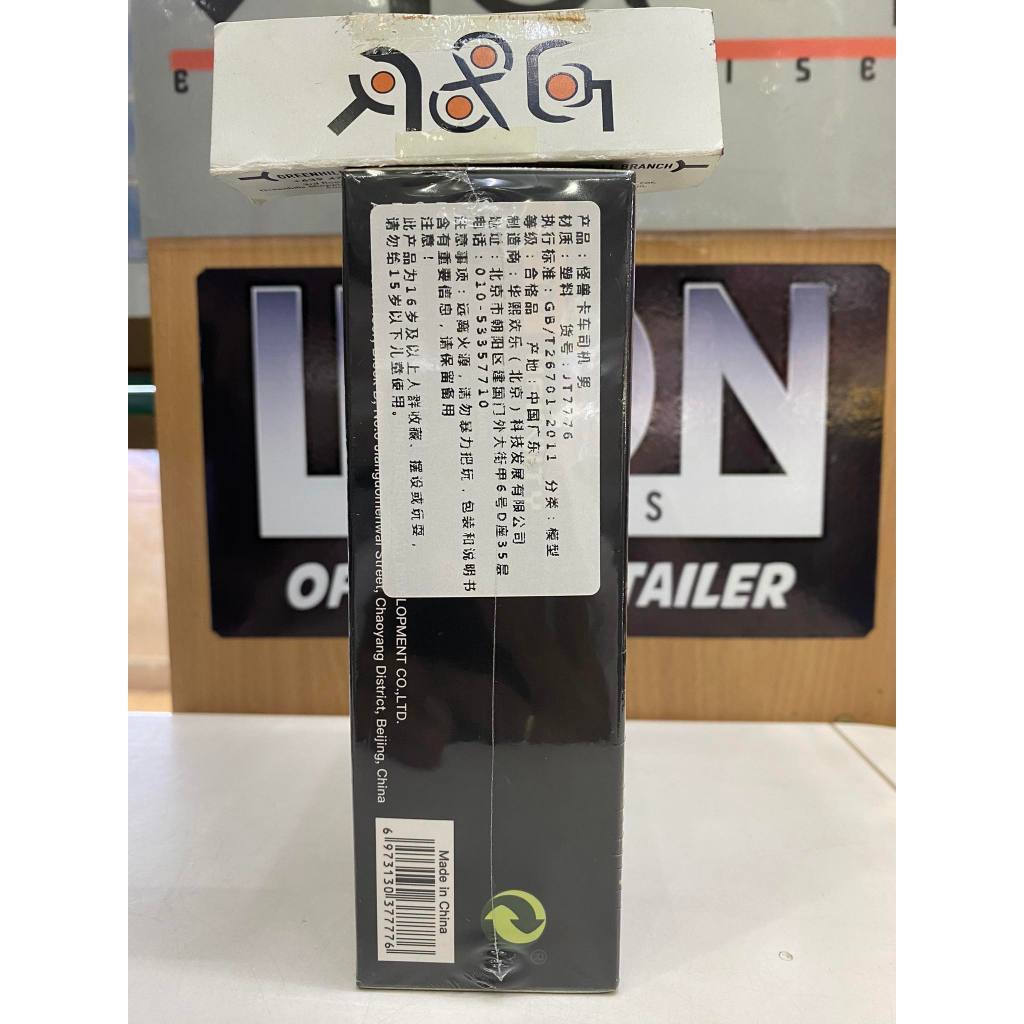 GREENHIL
BRANCH
产品：怪兽卡车司机 男
材质：塑料 货号：JT7776
执行标准：GB/T26701-2011 分类：模型
等级：合格品 产地：中国广东
制造商：华熙欢乐（北京）科技发展有限公司
地址：北京市朝阳区建国门外大街甲6号D座35层
电话：010-53357710
注意事项：远离火源，请勿暴力把玩，包装和说明书
含有重要信息，请保留备用
注意！
此产品为16岁及以上人群收藏、摆设或玩耍，
请勿给15岁以下儿童使用。
LOPMENT CO.,LTD.
Jianguomenwai Street, Chaoyang District, Beijing, China
Made in China
6 973130 377776
S
OF
TAILER